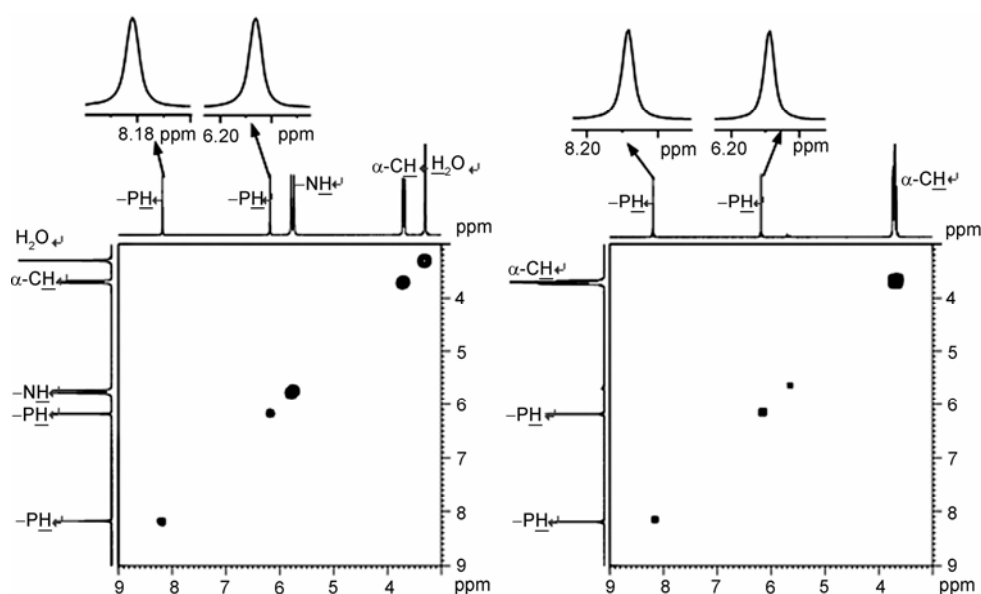 8.18 ppm
6.20 ppm
–PH↵
–PH↵
–NH↵
α-CH↵
H₂O↵
ppm
H₂O↵
α-CH↵
–NH↵
–PH↵
–PH↵
4
5
6
7
8
9
9 8 7 6 5 4 ppm
8.20 ppm
6.20 ppm
–PH↵
–PH↵
α-CH↵
ppm
α-CH↵
–PH↵
–PH↵
4
5
6
7
8
9
9 8 7 6 5 4 ppm